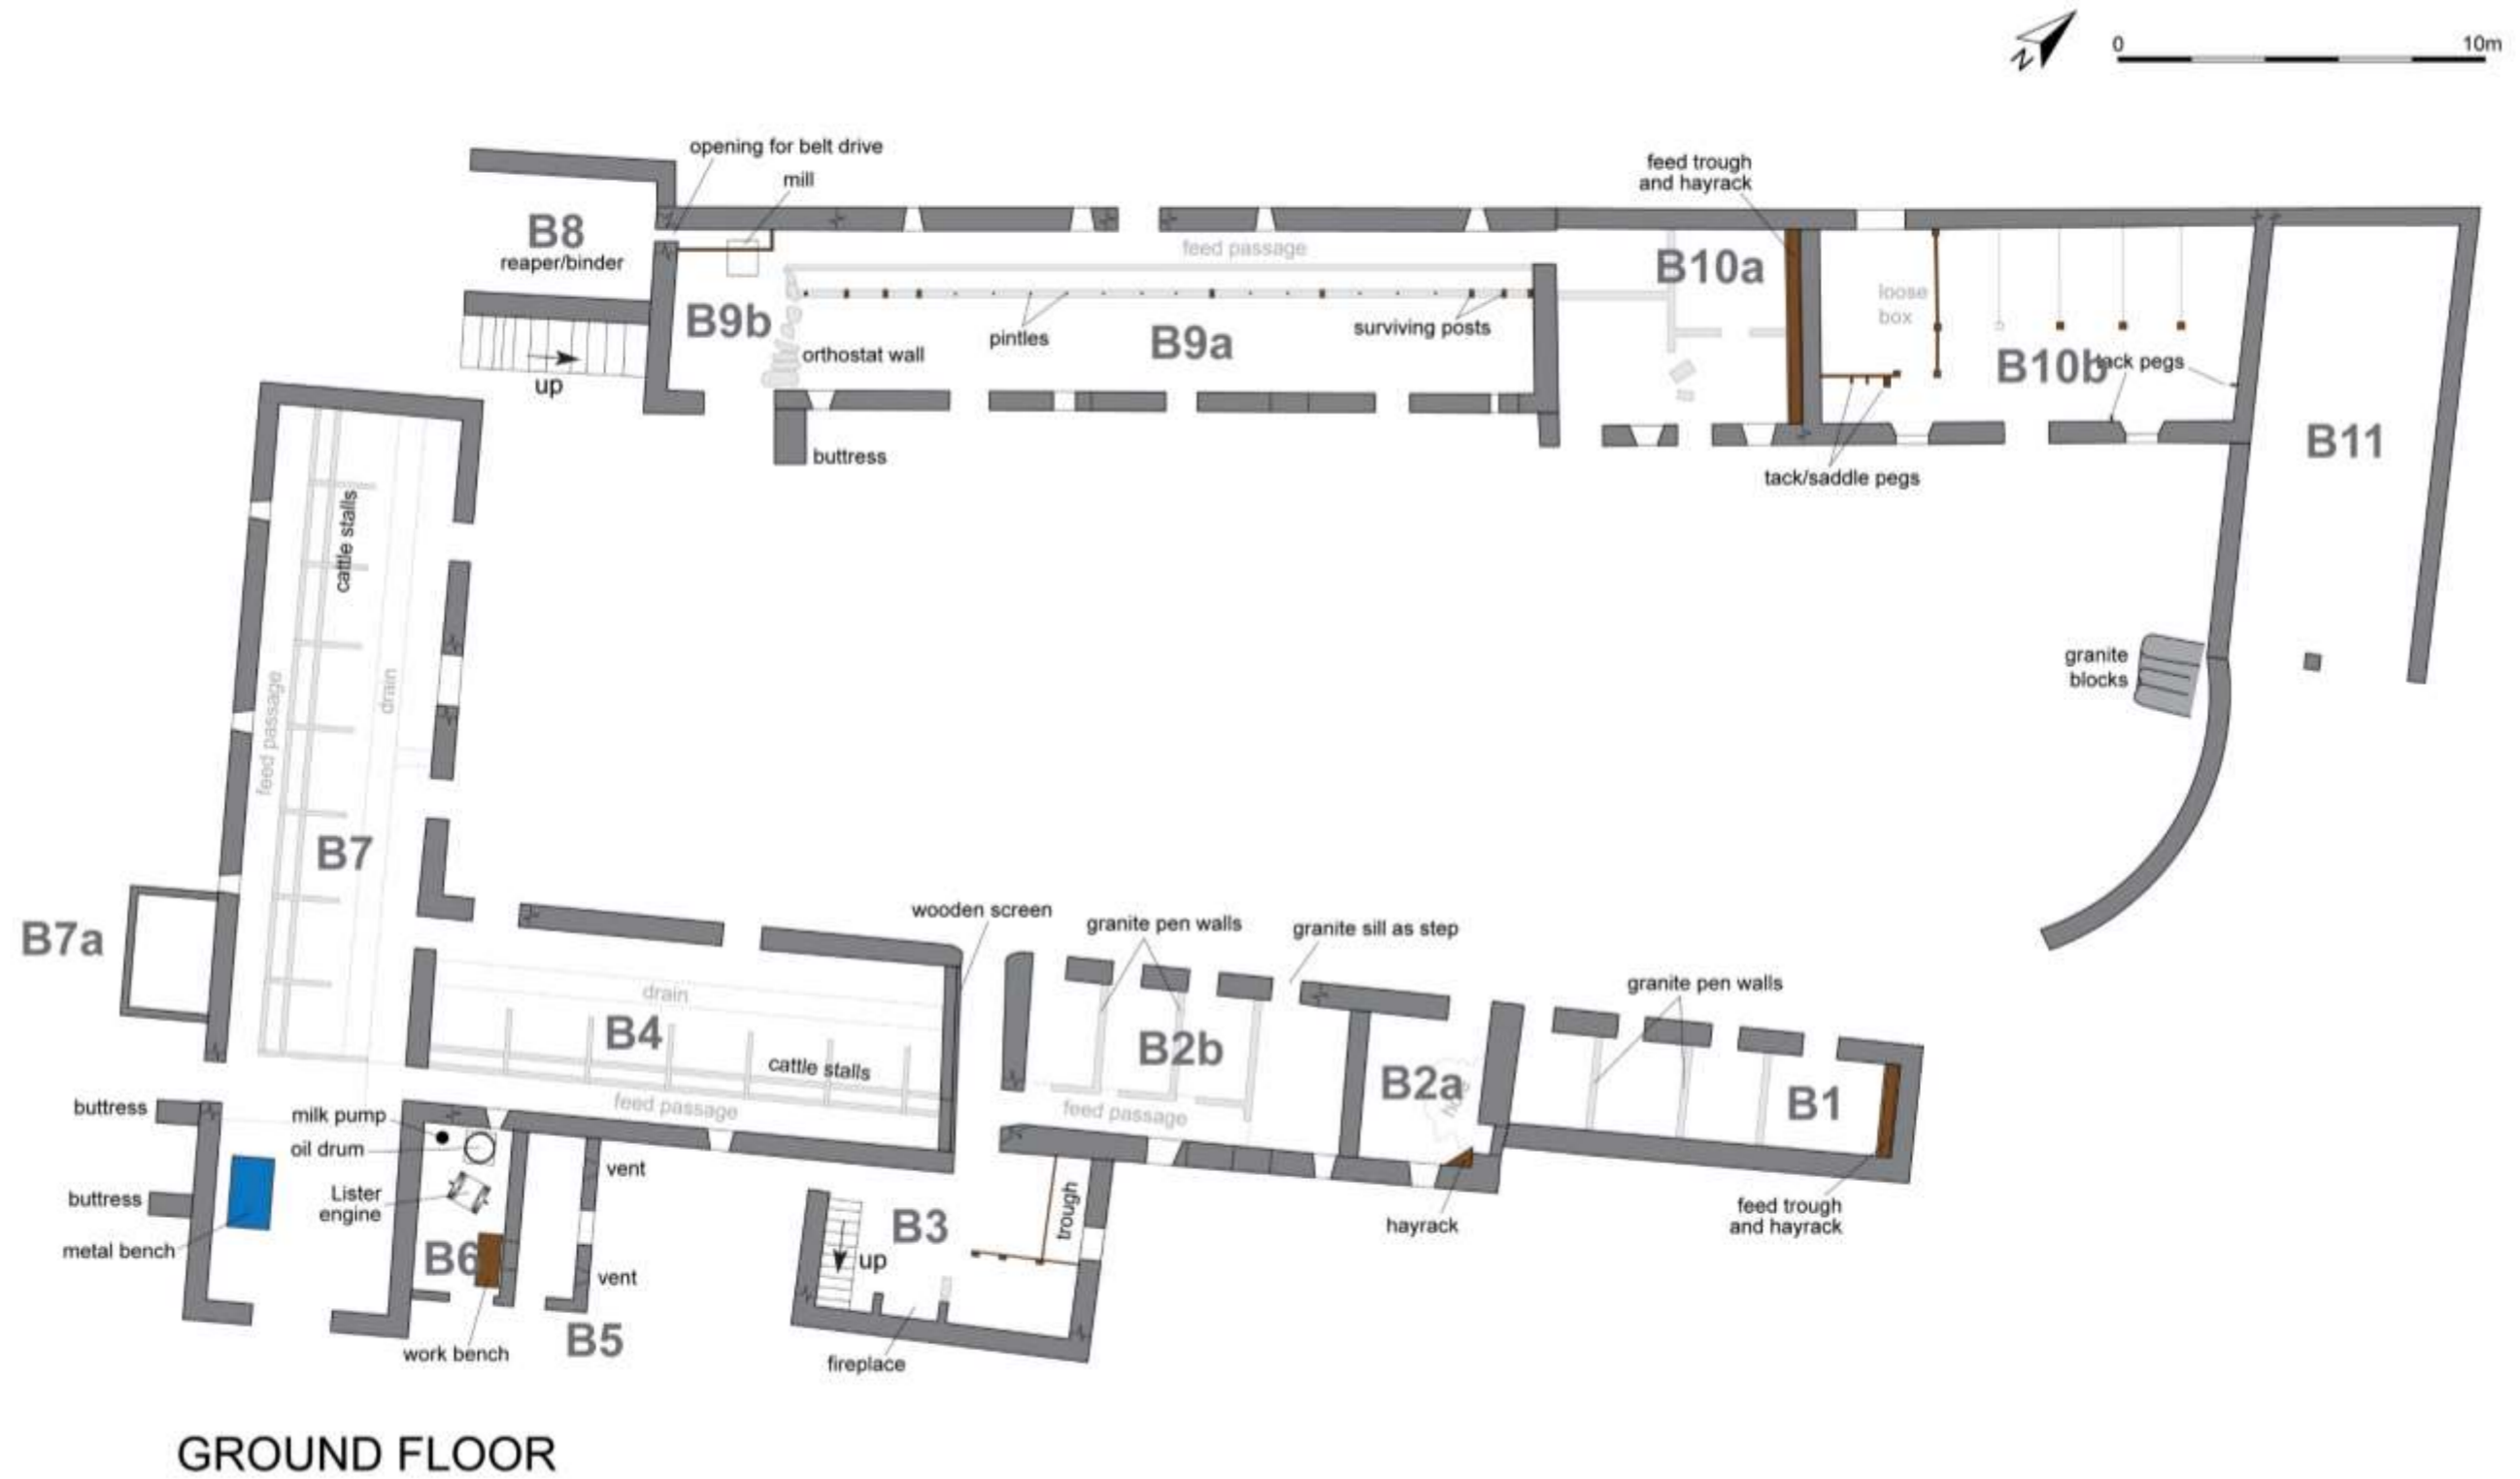 N
0 10m
opening for belt drive
mill
feed trough
and hayrack
B8
reaper/binder
feed passage
B10a
loose
box
B9b
pintles
surviving posts
orthostat wall
B9a
B10b
tack pegs
up
buttress
tack/saddle pegs
B11
cattle stalls
feed passage
drain
granite
blocks
B7
B7a
wooden screen
granite pen walls
granite sill as step
granite pen walls
drain
B4
cattle stalls
feed passage
B2b
feed passage
B2a
B1
buttress
milk pump
oil drum
vent
buttress
Lister
engine
metal bench
B6
vent
work bench
B5
B3
up
trough
fireplace
hayrack
feed trough
and hayrack
GROUND FLOOR